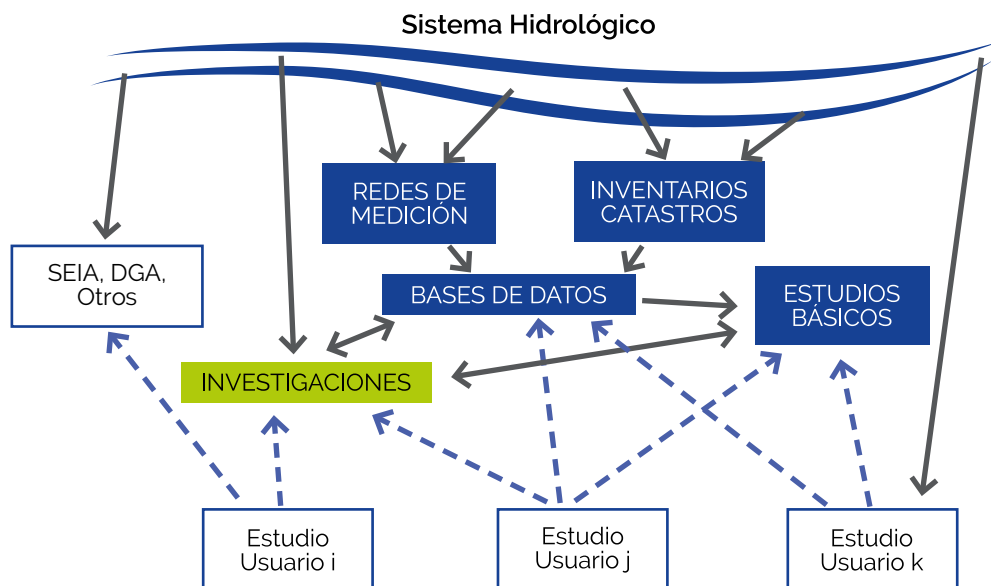 Sistema Hidrológico
REDES DE
MEDICIÓN
INVENTARIOS
CATASTROS
SEIA, DGA,
Otros
BASES DE DATOS
ESTUDIOS
BÁSICOS
INVESTIGACIONES
Estudio
Usuario i
Estudio
Usuario j
Estudio
Usuario k